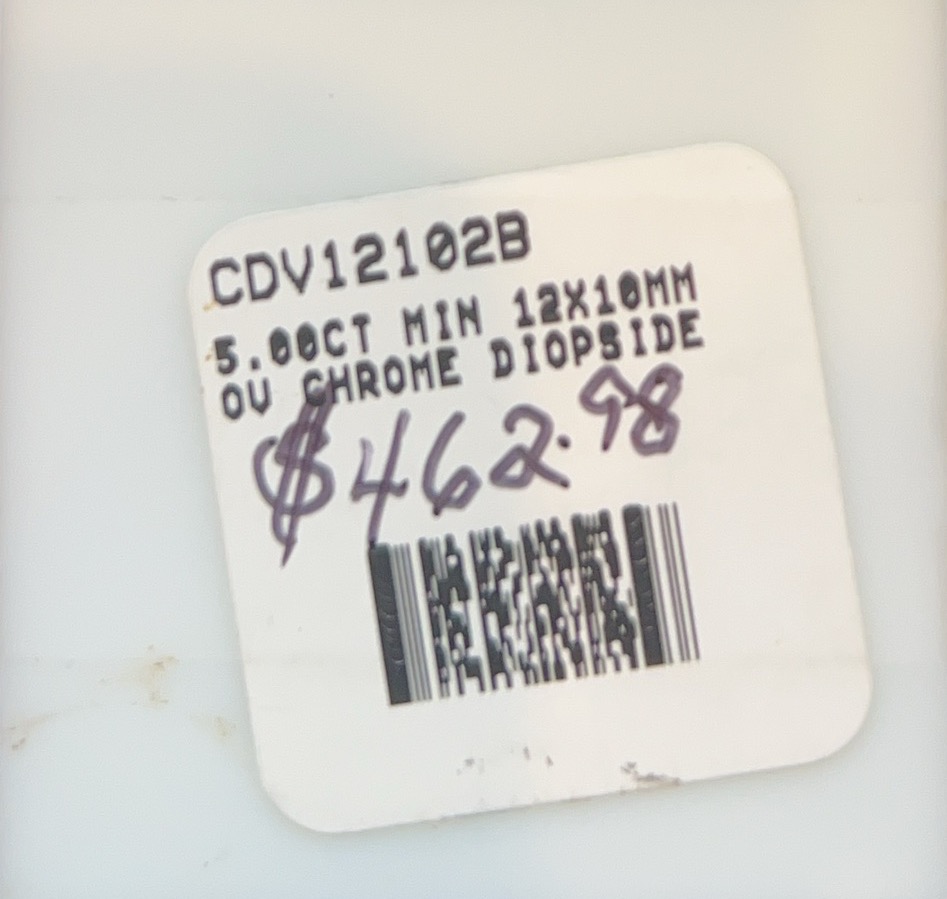 CDV12102B
5.00CT MIN 12X10MM
OV CHROME DIOPSIDE
$462.98